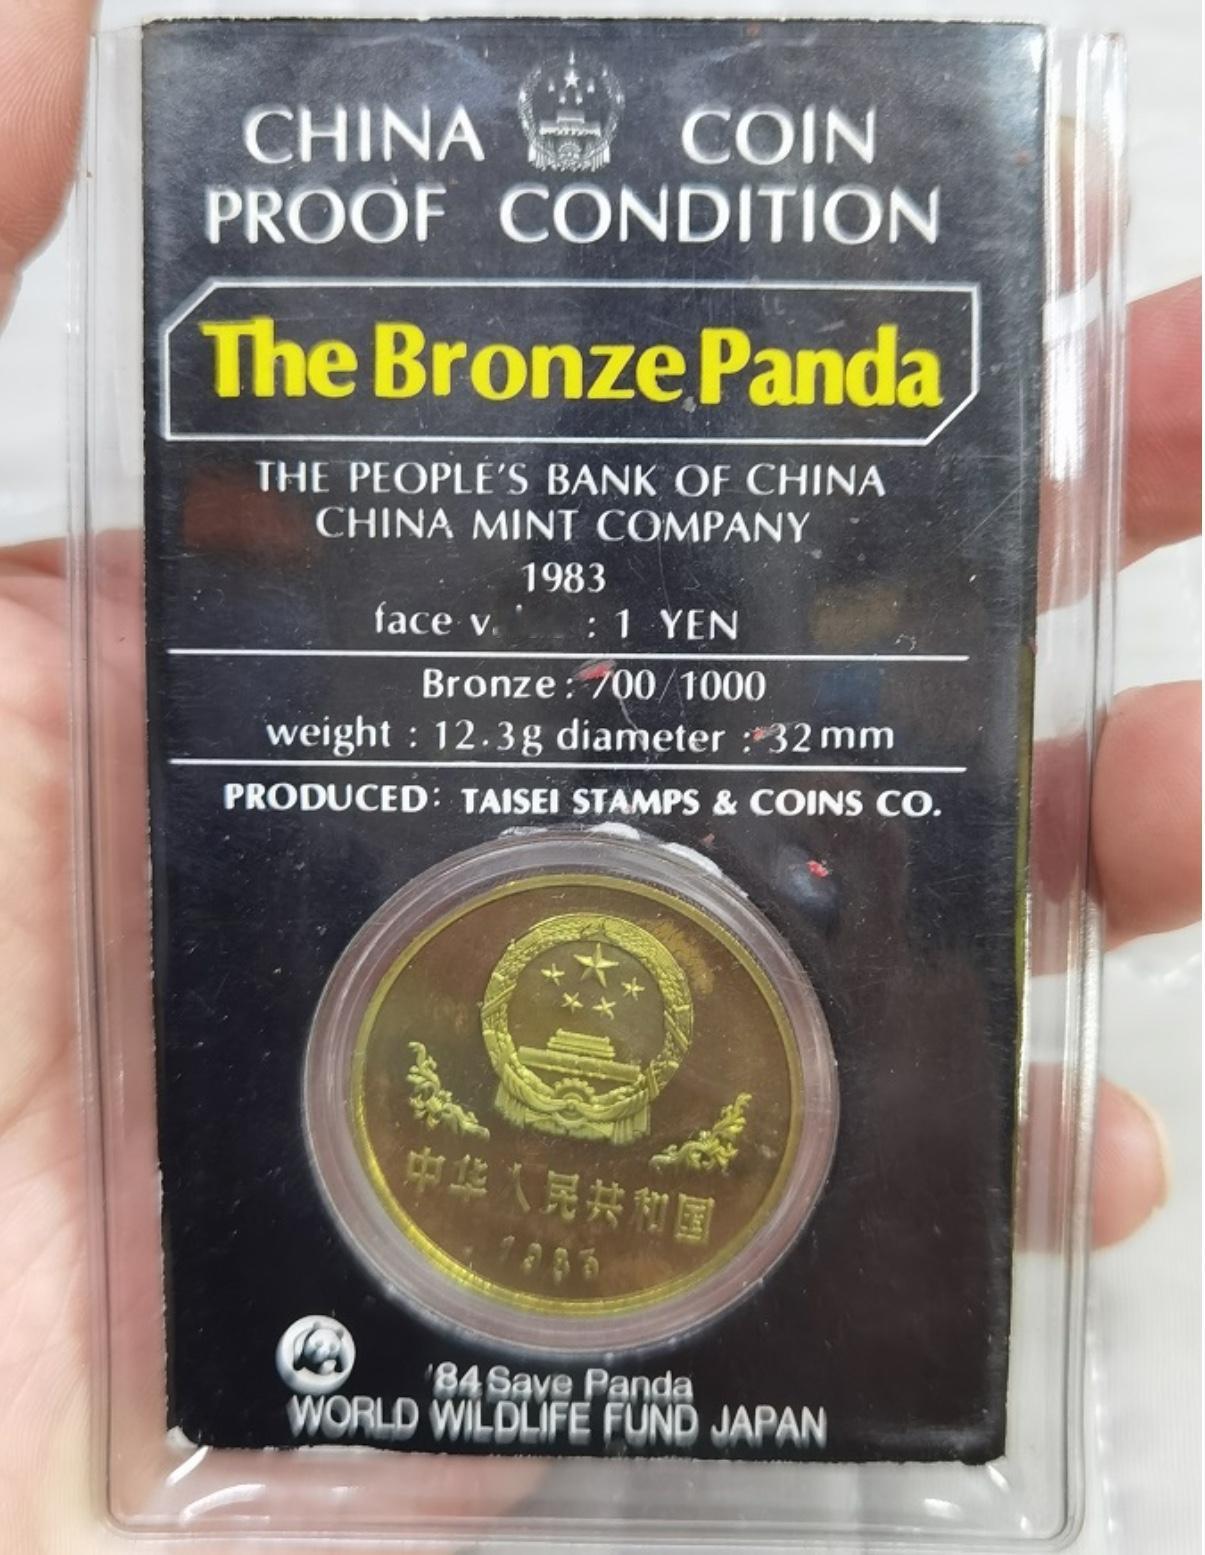 CHINA COIN
PROOF CONDITION
The Bronze Panda
THE PEOPLE'S BANK OF CHINA
CHINA MINT COMPANY
1983
face v. : 1 YEN
Bronze: 700/1000
weight : 12.3g diameter : 32mm
PRODUCED: TAISEI STAMPS & COINS CO.
中华人民共和国
1983
'84 Save Panda
WORLD WILDLIFE FUND JAPAN